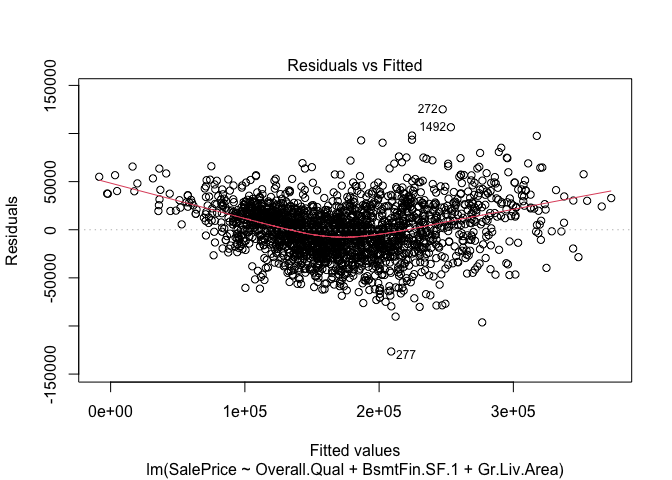 Residuals vs Fitted
150000
50000
0
-50000
-150000
Residuals
272
1492
277
0e+00 1e+05 2e+05 3e+05
Fitted values
lm(SalePrice ~ Overall.Qual + BsmtFin.SF.1 + Gr.Liv.Area)